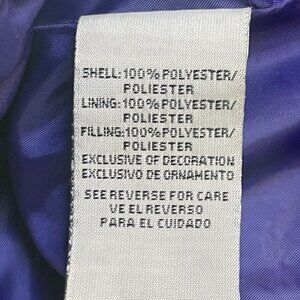 SHELL:100% POLYESTER/
POLIESTER
LINING:100% POLYESTER/
POLIESTER
FILLING:100% POLYESTER/
POLIESTER
EXCLUSIVE OF DECORATION
EXCLUSIVO DE ORNAMENTO
SEE REVERSE FOR CARE
VE EL REVERSO
PARA EL CUIDADO